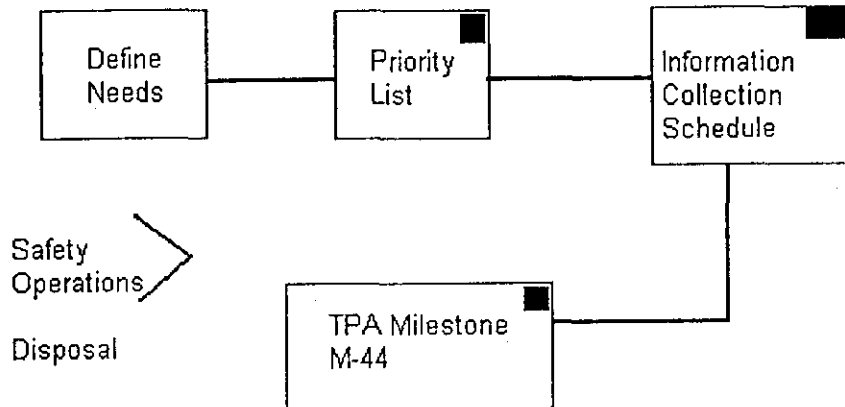 Define
Needs
Priority
List
Information
Collection
Schedule
Safety
Operations
Disposal
TPA Milestone
M-44